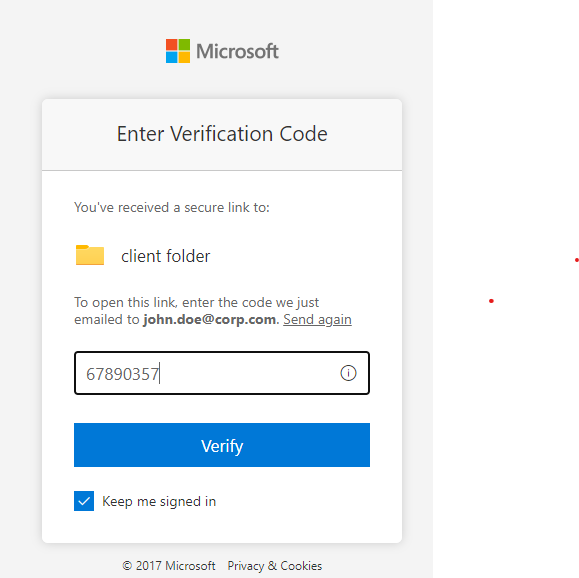 Microsoft
Enter Verification Code
You've received a secure link to:
client folder
To open this link, enter the code we just
emailed to john.doe@corp.com. Send again
67890357
Verify
Keep me signed in
© 2017 Microsoft Privacy & Cookies